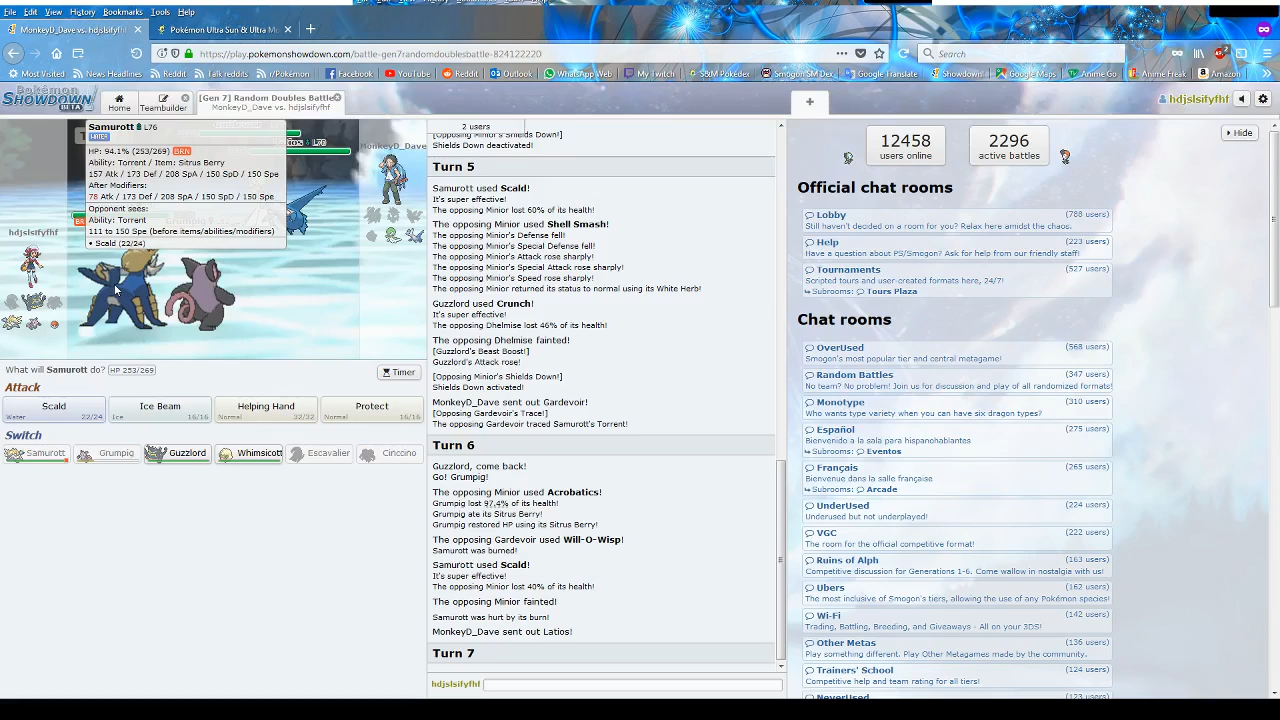 File Edit View History Bookmarks Tools Help
MonkeyD_Dave vs. hdjslsifyfhf
Pokémon Ultra Sun & Ultra Mo
https://play.pokemonshowdown.com/battle-gen7randomdoublesbattle-824122220
Search
Most Visited News Headlines Reddit Talk reddits r/Pokemon Facebook YouTube Reddit Outlook WhatsApp Web My Twitch S&M Pokédex Smogon SM Dex Google Translate Showdown! Google Maps Anime Go Anime Freak Amazon
Pokémon Showdown BETA
Home
Teambuilder
[Gen 7] Random Doubles Battle
MonkeyD_Dave vs. hdjslsifyfhf
+
hdjslsifyfhf
Samurott L76
WATER
HP: 94.1% (253/269) BRN
Ability: Torrent / Item: Sitrus Berry
157 Atk / 173 Def / 208 SpA / 150 SpD / 150 Spe
After Modifiers:
78 Atk / 173 Def / 208 SpA / 150 SpD / 150 Spe
Opponent sees:
Ability: Torrent
111 to 150 Spe (before items/abilities/modifiers)
• Scald (22/24)
L70
MonkeyD_Dave
hdjslsifyfhf
What will Samurott do? HP 253/269
Timer
Attack
Scald
Water 22/24
Ice Beam
Ice 16/16
Helping Hand
Normal 32/32
Protect
Normal 16/16
Switch
Samurott Grumpig Guzzlord Whimsicott Escavalier Cinccino
2 users
[Opposing Minior's Shields Down!]
Shields Down deactivated!
Turn 5
Samurott used Scald!
It's super effective!
The opposing Minior lost 60% of its health!
The opposing Minior used Shell Smash!
The opposing Minior's Defense fell!
The opposing Minior's Special Defense fell!
The opposing Minior's Attack rose sharply!
The opposing Minior's Special Attack rose sharply!
The opposing Minior's Speed rose sharply!
The opposing Minior returned its status to normal using its White Herb!
Guzzlord used Crunch!
It's super effective!
The opposing Dhelmise lost 46% of its health!
The opposing Dhelmise fainted!
[Guzzlord's Beast Boost!]
Guzzlord's Attack rose!
[Opposing Minior's Shields Down!]
Shields Down activated!
MonkeyD_Dave sent out Gardevoir!
[Opposing Gardevoir's Trace!]
The opposing Gardevoir traced Samurott's Torrent!
Turn 6
Guzzlord, come back!
Go! Grumpig!
The opposing Minior used Acrobatics!
Grumpig lost 97.4% of its health!
Grumpig ate its Sitrus Berry!
Grumpig restored HP using its Sitrus Berry!
The opposing Gardevoir used Will-O-Wisp!
Samurott was burned!
Samurott used Scald!
It's super effective!
The opposing Minior lost 40% of its health!
The opposing Minior fainted!
Samurott was hurt by its burn!
MonkeyD_Dave sent out Latios!
Turn 7
hdjslsifyfhf
12458
users online
2296
active battles
Hide
Official chat rooms
Lobby (788 users)
Still haven't decided on a room for you? Relax here amidst the chaos.
Help (223 users)
Have a question about PS/Smogon? Ask for help from our friendly staff!
Tournaments (527 users)
Scripted tours and user-created formats here, 24/7!
Subrooms: Tours Plaza
Chat rooms
OverUsed (568 users)
Smogon's most popular tier and central metagame!
Random Battles (347 users)
No team? No problem! Join us for discussion and play of all randomized formats!
Monotype (310 users)
Who wants type variety when you can have six dragon types?
Español (275 users)
Bienvenido a la sala para hispanohablantes
Subrooms: Eventos
Français (265 users)
Bienvenue dans la salle française
Subrooms: Arcade
UnderUsed (224 users)
Underused but not underplayed!
VGC (222 users)
The room for the official competitive format!
Ruins of Alph (163 users)
Competitive discussion for Generations 1-6. Come wallow in nostalgia with us!
Ubers (162 users)
The most inclusive of Smogon's tiers, allowing the use of any Pokémon species!
Wi-Fi (142 users)
Trading, Battling, Breeding, and Giveaways - All on your 3DS!
Other Metas (136 users)
Play something different. Play Other Metagames made by the community.
Trainers' School (124 users)
Competitive help and team rating for all tiers!
NeverUsed (123 users)